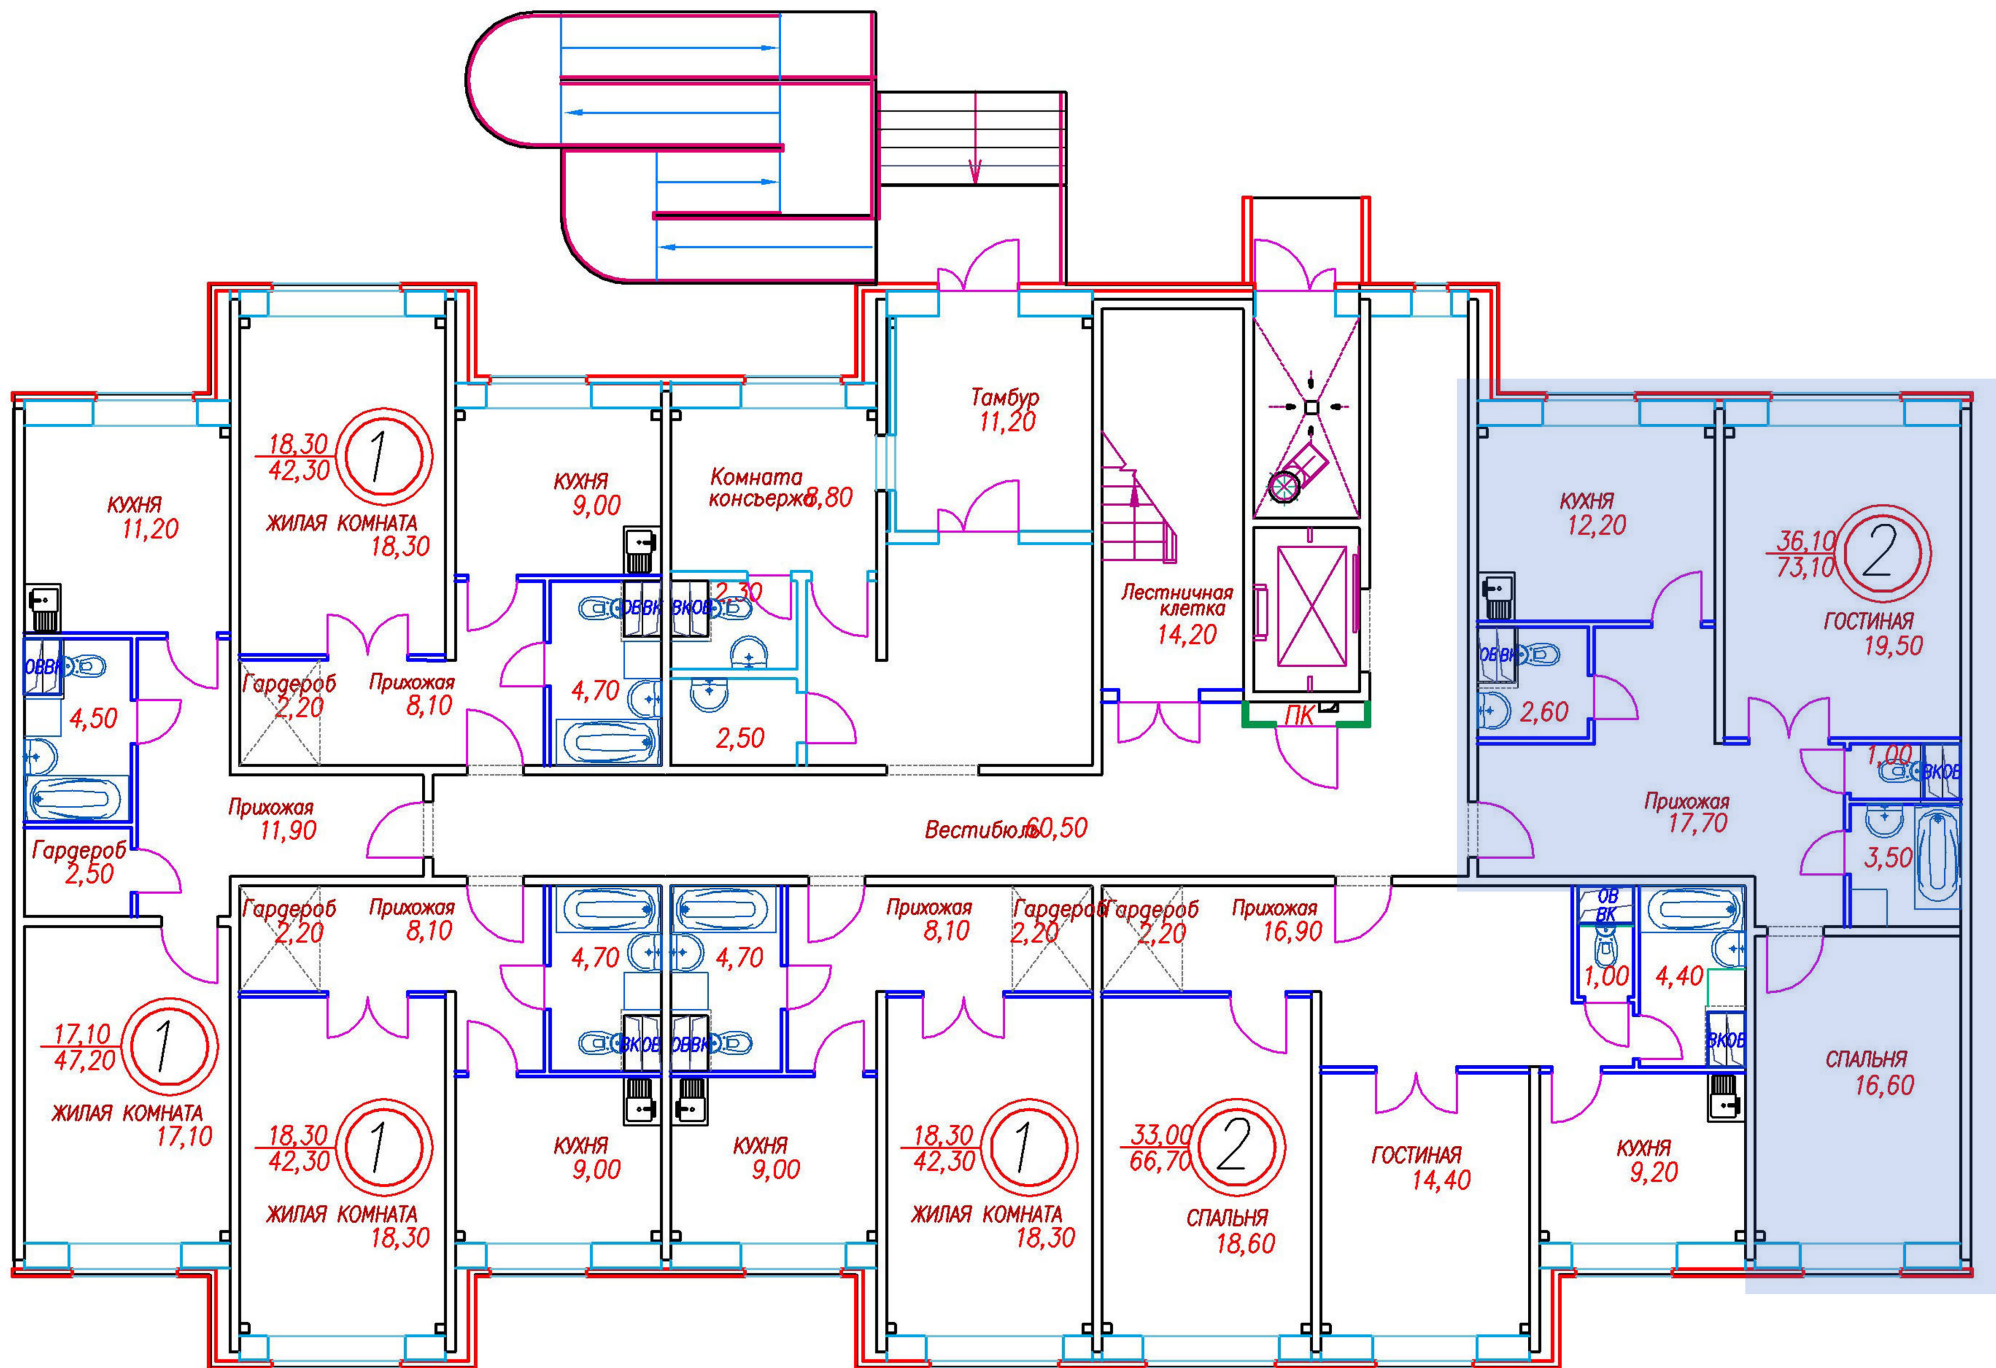 КУХНЯ
11,20
18,30
42,30
1
ЖИЛАЯ КОМНАТА
18,30
КУХНЯ
9,00
Комната
консьержа
8,80
Тамбур
11,20
Лестничная
клетка
14,20
КУХНЯ
12,20
36,10
73,10
2
ГОСТИНАЯ
19,50
ОВВК
4,50
Гардероб
2,20
Прихожая
8,10
ОВВК
4,70
ВКОВ
2,30
2,50
ПК
ОВВК
2,60
1,00
ВКОВ
Прихожая
17,70
3,50
Гардероб
2,50
Прихожая
11,90
Вестибюль
60,50
Гардероб
2,20
Прихожая
8,10
4,70
ВКОВ
4,70
ОВВК
Прихожая
8,10
Гардероб
2,20
Гардероб
2,20
Прихожая
16,90
ОВ
ВК
1,00
4,40
ВКОВ
17,10
47,20
1
ЖИЛАЯ КОМНАТА
17,10
18,30
42,30
1
ЖИЛАЯ КОМНАТА
18,30
КУХНЯ
9,00
КУХНЯ
9,00
18,30
42,30
1
ЖИЛАЯ КОМНАТА
18,30
33,00
66,70
2
СПАЛЬНЯ
18,60
ГОСТИНАЯ
14,40
КУХНЯ
9,20
СПАЛЬНЯ
16,60